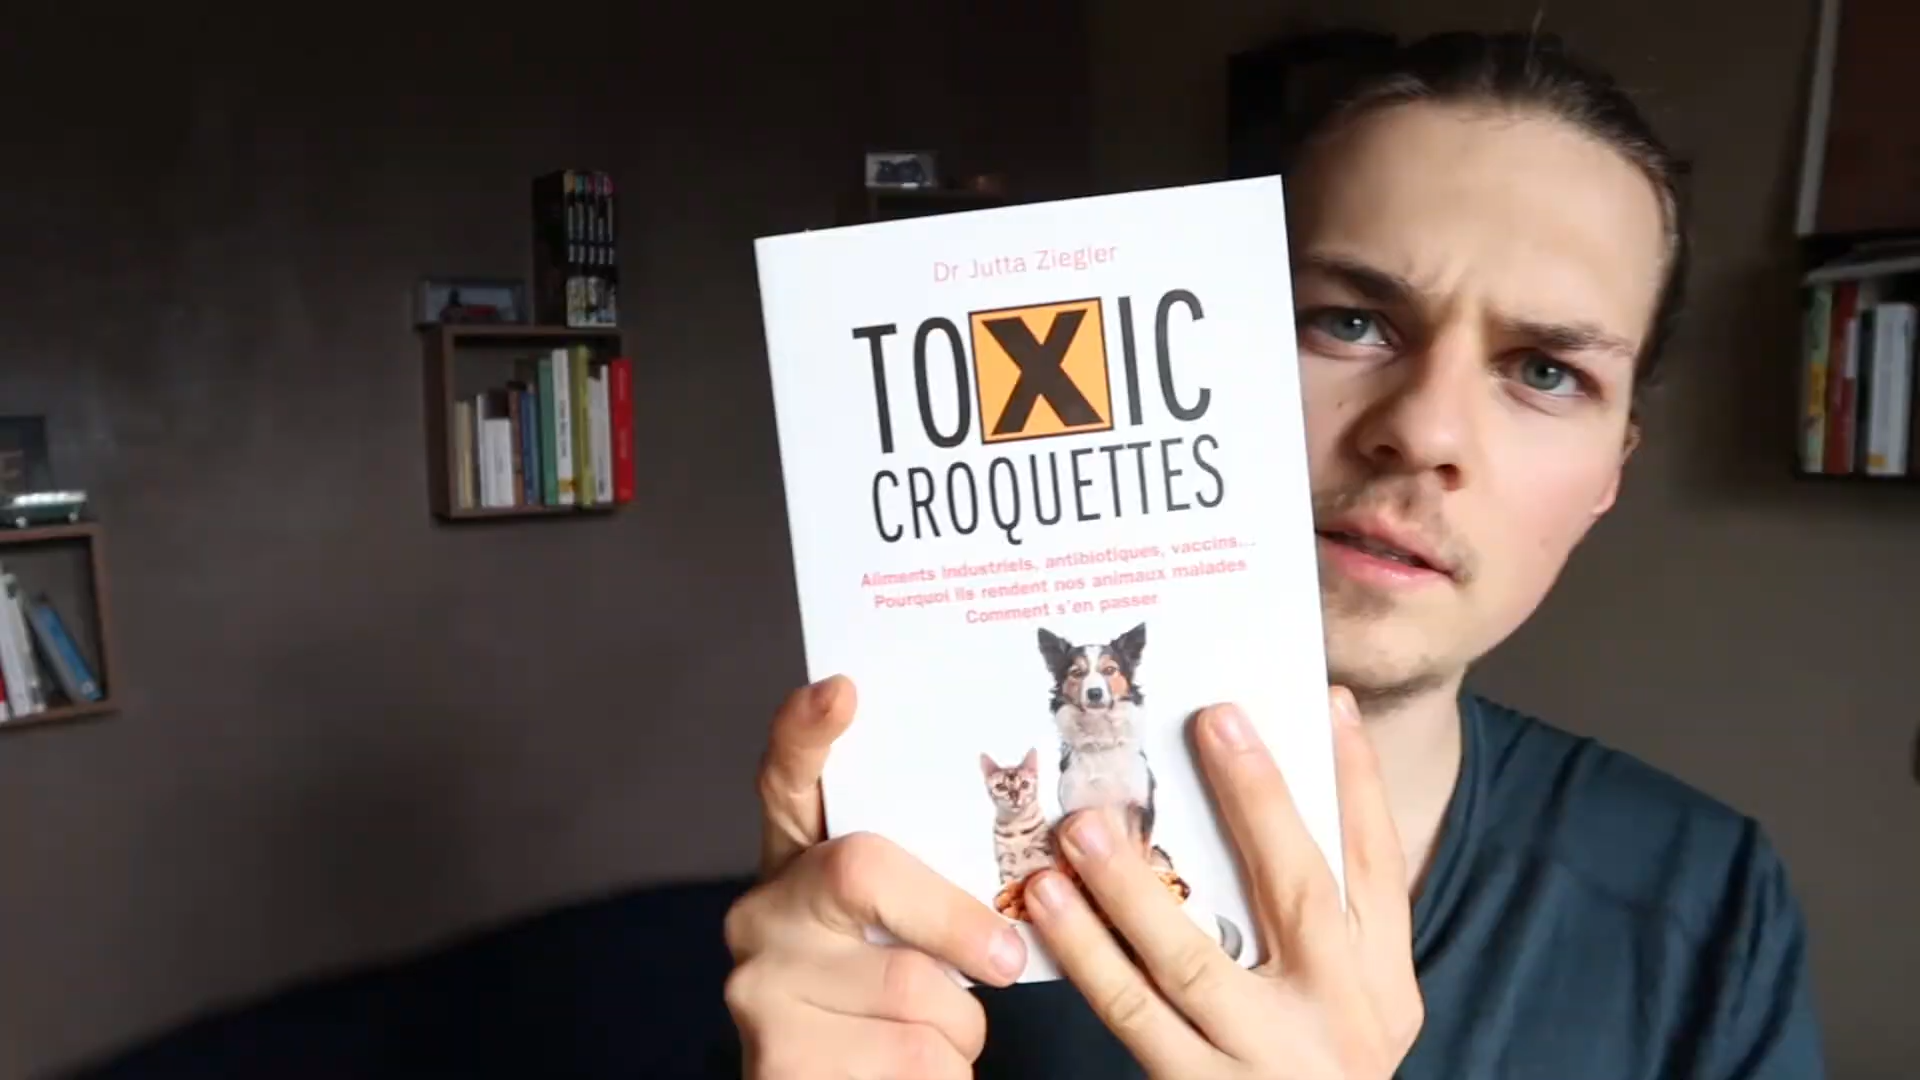 Dr Jutta Ziegler
TOXIC
CROQUETTES
Aliments industriels, antibiotiques, vaccins...
Pourquoi ils rendent nos animaux malades
Comment s'en passer